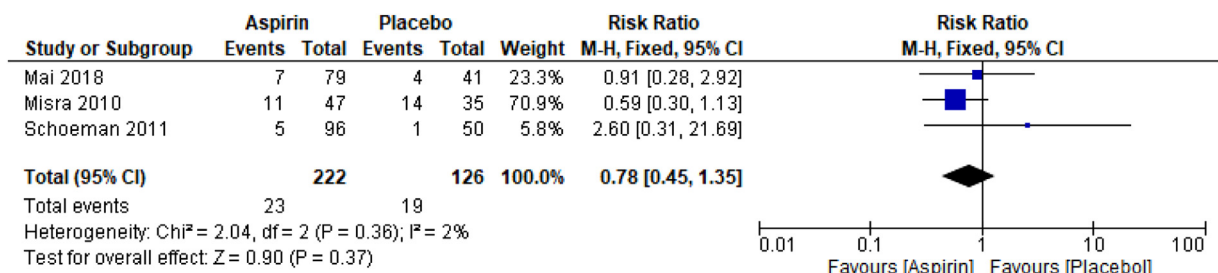 Aspirin Placebo Risk Ratio Risk Ratio
Study or Subgroup Events Total Events Total Weight M-H, Fixed, 95% CI M-H, Fixed, 95% CI
Mai 2018 7 79 4 41 23.3% 0.91 [0.28, 2.92]
Misra 2010 11 47 14 35 70.9% 0.59 [0.30, 1.13]
Schoeman 2011 5 96 1 50 5.8% 2.60 [0.31, 21.69]
Total (95% CI) 222 126 100.0% 0.78 [0.45, 1.35]
Total events 23 19
Heterogeneity: Chi² = 2.04, df = 2 (P = 0.36); I² = 2%
Test for overall effect: Z = 0.90 (P = 0.37)
0.01 0.1 1 10 100
Favours [Aspirin] Favours [Placebo]